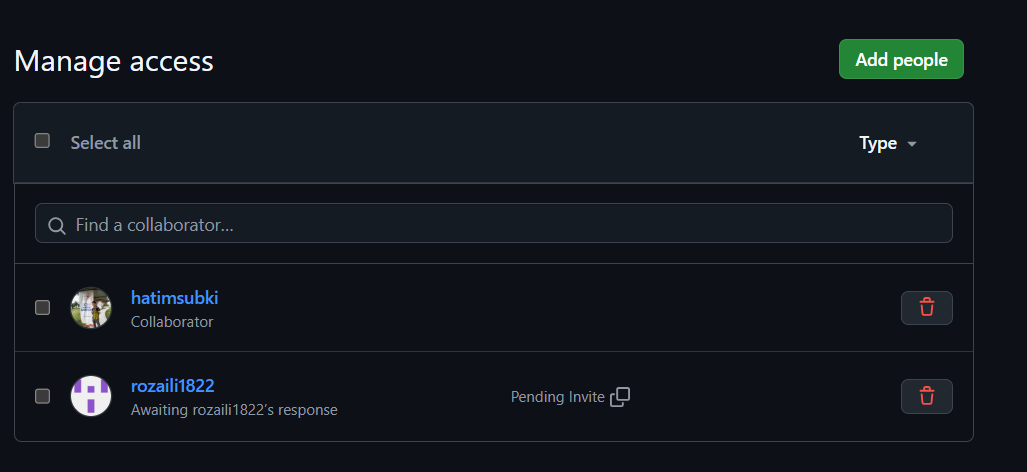 Manage access
Add people
Select all
Type
Find a collaborator...
hatimsubki
Collaborator
rozaili1822
Awaiting rozaili1822's response
Pending Invite